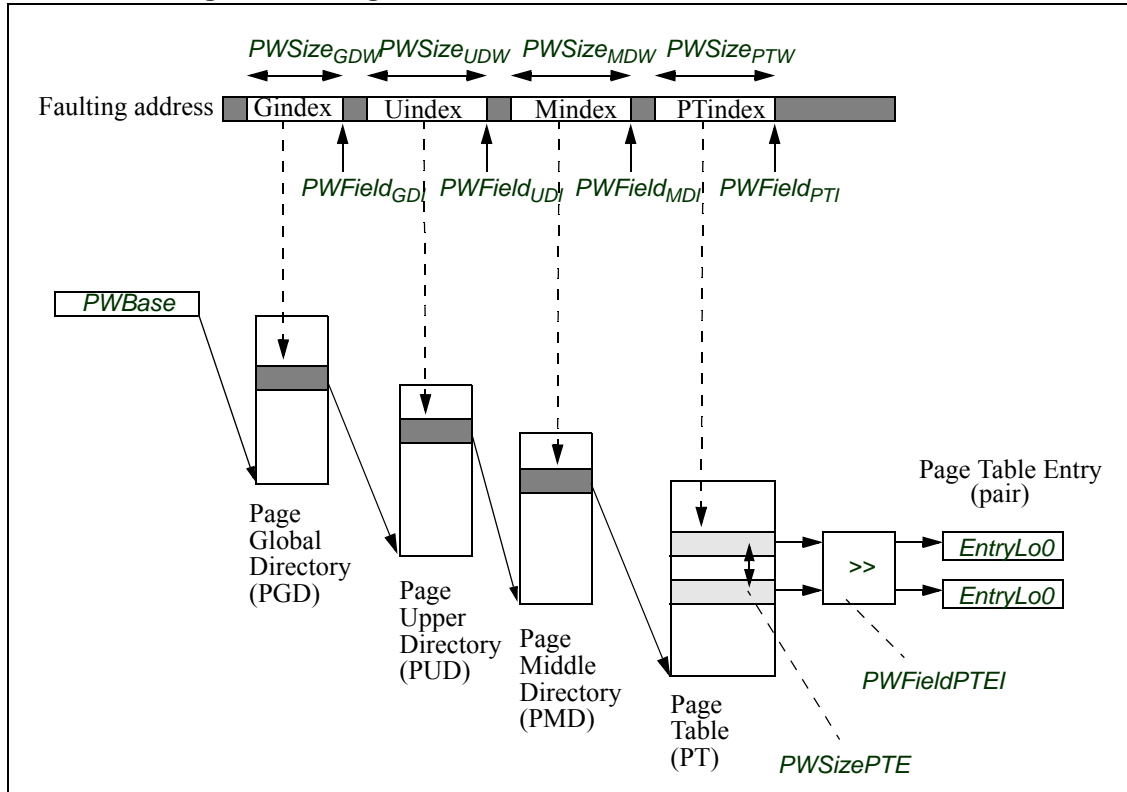 PWSizeGDW PWSizeUDW PWSizeMDW PWSizePTW
Faulting address Gindex Uindex Mindex PTindex
PWFieldGDI PWFieldUDI PWFieldMDI PWFieldPTI
PWBase
Page Table Entry
(pair)
EntryLo0
>>
EntryLo0
Page
Global
Directory
(PGD)
Page
Upper
Directory
(PUD)
Page
Middle
Directory
(PMD)
Page
Table
(PT)
PWFieldPTEI
PWSizePTE